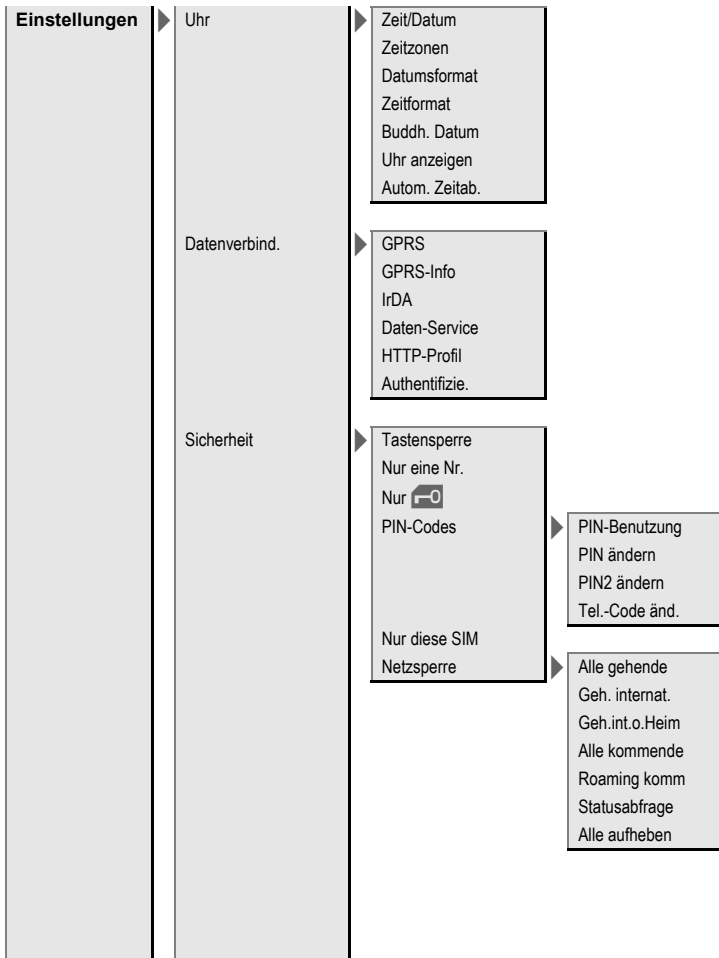 Einstellungen
Uhr
Zeit/Datum
Zeitzonen
Datumsformat
Zeitformat
Buddh. Datum
Uhr anzeigen
Autom. Zeitab.
Datenverbind.
GPRS
GPRS-Info
IrDA
Daten-Service
HTTP-Profil
Authentifizie.
Sicherheit
Tastensperre
Nur eine Nr.
Nur
PIN-Codes
PIN-Benutzung
PIN ändern
PIN2 ändern
Tel.-Code änd.
Nur diese SIM
Netzsperre
Alle gehende
Geh. internat.
Geh.int.o.Heim
Alle kommende
Roaming komm
Statusabfrage
Alle aufheben